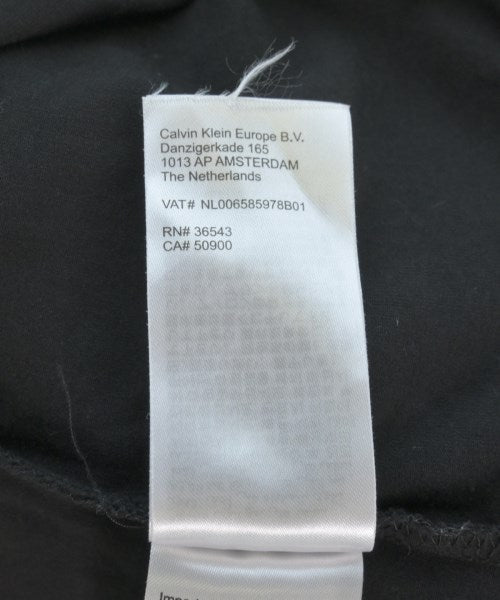 Calvin Klein Europe B.V.
Danzigerkade 165
1013 AP AMSTERDAM
The Netherlands
VAT# NL006585978B01
RN# 36543
CA# 50900